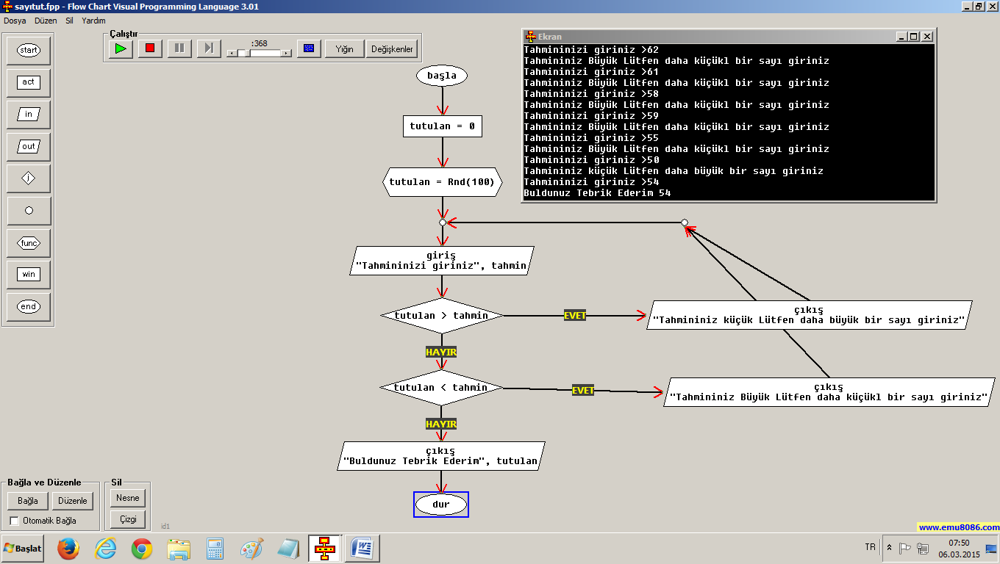 sayıtut.fpp - Flow Chart Visual Programming Language 3.01
Dosya Düzen Sil Yardım
start
act
in
out
j
func
win
end
Çalıştır
:368
Yığın
Değişkenler
Ekran
Tahmininizi giriniz >62
Tahmininiz Büyük Lütfen daha küçükl bir sayı giriniz
Tahmininizi giriniz >61
Tahmininiz Büyük Lütfen daha küçükl bir sayı giriniz
Tahmininizi giriniz >58
Tahmininiz Büyük Lütfen daha küçükl bir sayı giriniz
Tahmininizi giriniz >59
Tahmininiz Büyük Lütfen daha küçükl bir sayı giriniz
Tahmininizi giriniz >55
Tahmininiz Büyük Lütfen daha küçükl bir sayı giriniz
Tahmininizi giriniz >50
Tahmininiz küçük Lütfen daha büyük bir sayı giriniz
Tahmininizi giriniz >54
Buldunuz Tebrik Ederim 54
başla
tutulan = 0
tutulan = Rnd(100)
giriş
"Tahmininizi giriniz", tahmin
tutulan > tahmin
EVET
çıkış
"Tahmininiz küçük Lütfen daha büyük bir sayı giriniz"
HAYIR
tutulan < tahmin
EVET
çıkış
"Tahmininiz Büyük Lütfen daha küçükl bir sayı giriniz"
HAYIR
çıkış
"Buldunuz Tebrik Ederim", tutulan
dur
Bağla ve Düzenle
Bağla
Düzenle
Otomatik Bağla
Sil
Nesne
Çizgi
id1
www.emu8086.com
Başlat
TR
07:50
06.03.2015